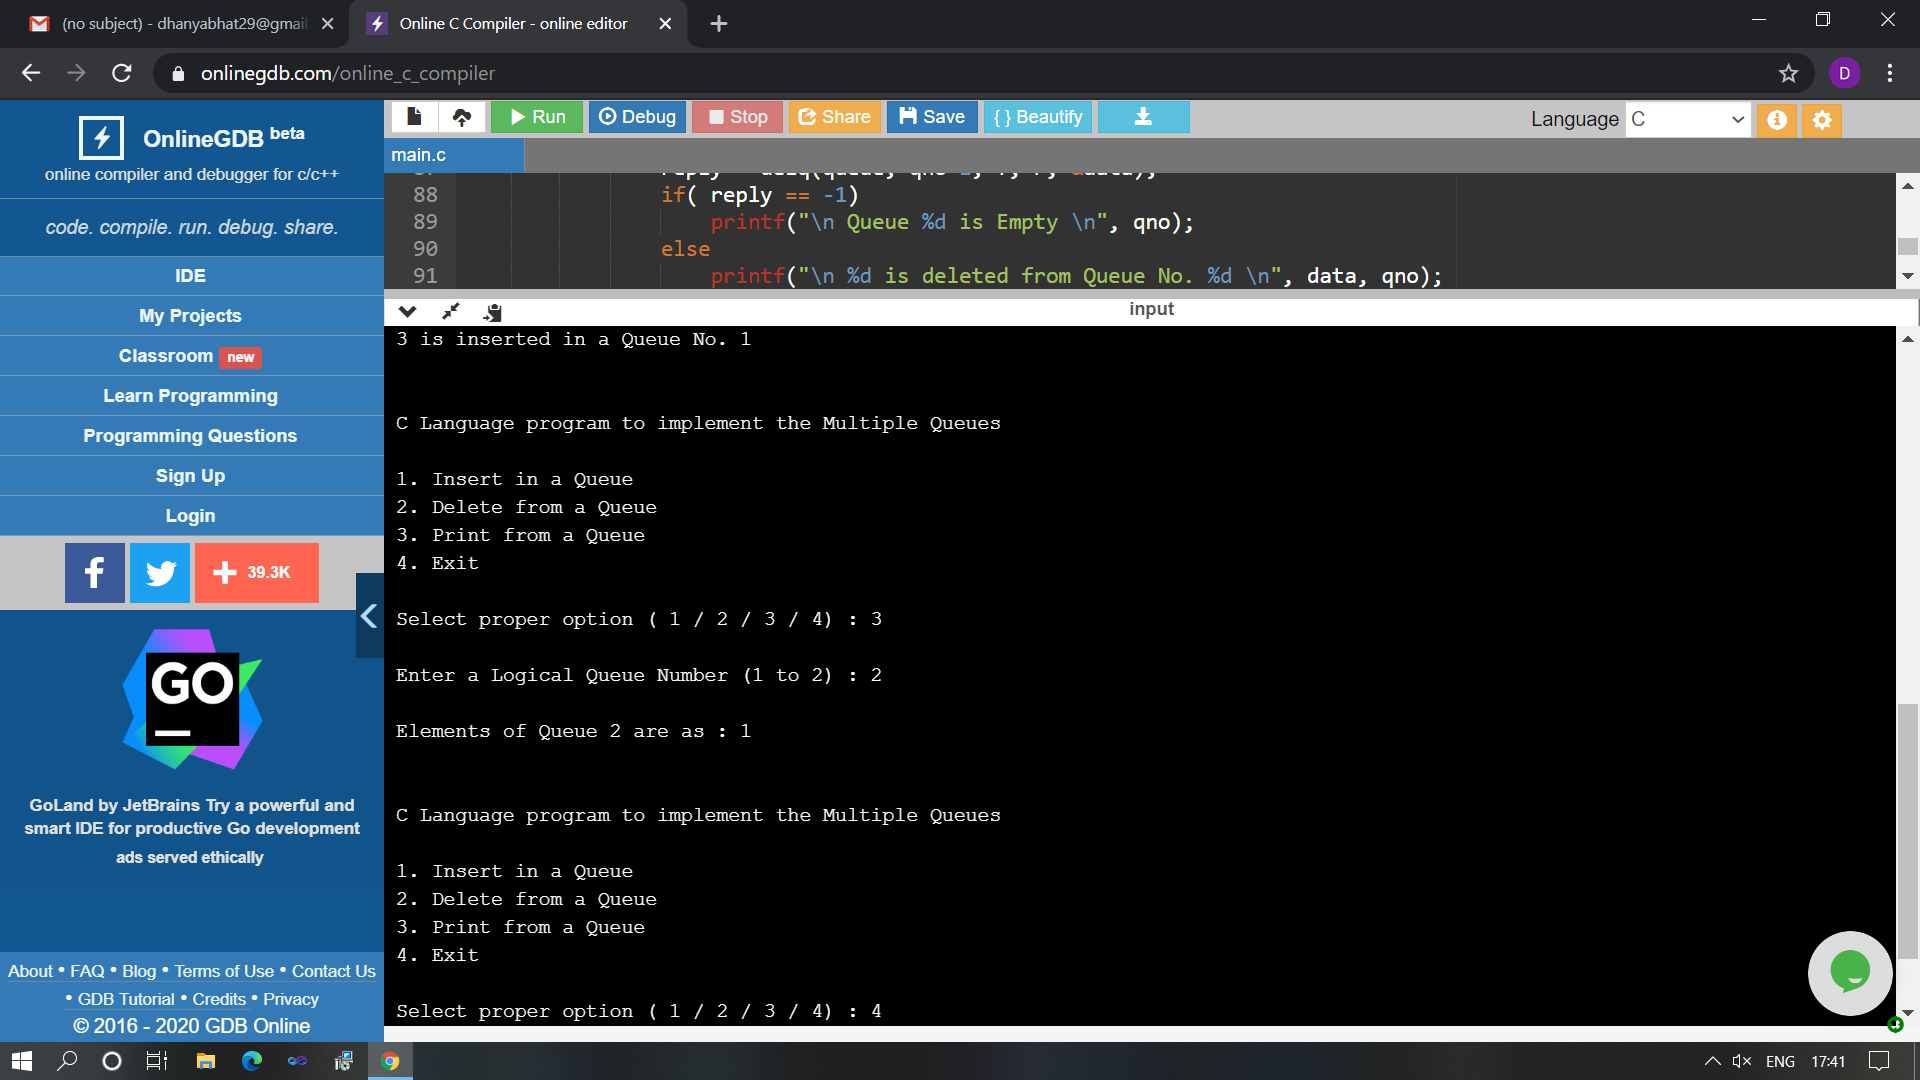 (no subject) - dhanyabhat29@gmail
Online C Compiler - online editor
onlinegdb.com/online_c_compiler
D
OnlineGDB beta
online compiler and debugger for c/c++
code. compile. run. debug. share.
IDE
My Projects
Classroom new
Learn Programming
Programming Questions
Sign Up
Login
39.3K
GO
GoLand by JetBrains Try a powerful and
smart IDE for productive Go development
ads served ethically
About • FAQ • Blog • Terms of Use • Contact Us
• GDB Tutorial • Credits • Privacy
© 2016 - 2020 GDB Online
Run
Debug
Stop
Share
Save
{ } Beautify
Language C
main.c
88 if( reply == -1)
89 printf("\n Queue %d is Empty \n", qno);
90 else
91 printf("\n %d is deleted from Queue No. %d \n", data, qno);
input
3 is inserted in a Queue No. 1
C Language program to implement the Multiple Queues
1. Insert in a Queue
2. Delete from a Queue
3. Print from a Queue
4. Exit
Select proper option ( 1 / 2 / 3 / 4) : 3
Enter a Logical Queue Number (1 to 2) : 2
Elements of Queue 2 are as : 1
C Language program to implement the Multiple Queues
1. Insert in a Queue
2. Delete from a Queue
3. Print from a Queue
4. Exit
Select proper option ( 1 / 2 / 3 / 4) : 4
ENG
17:41